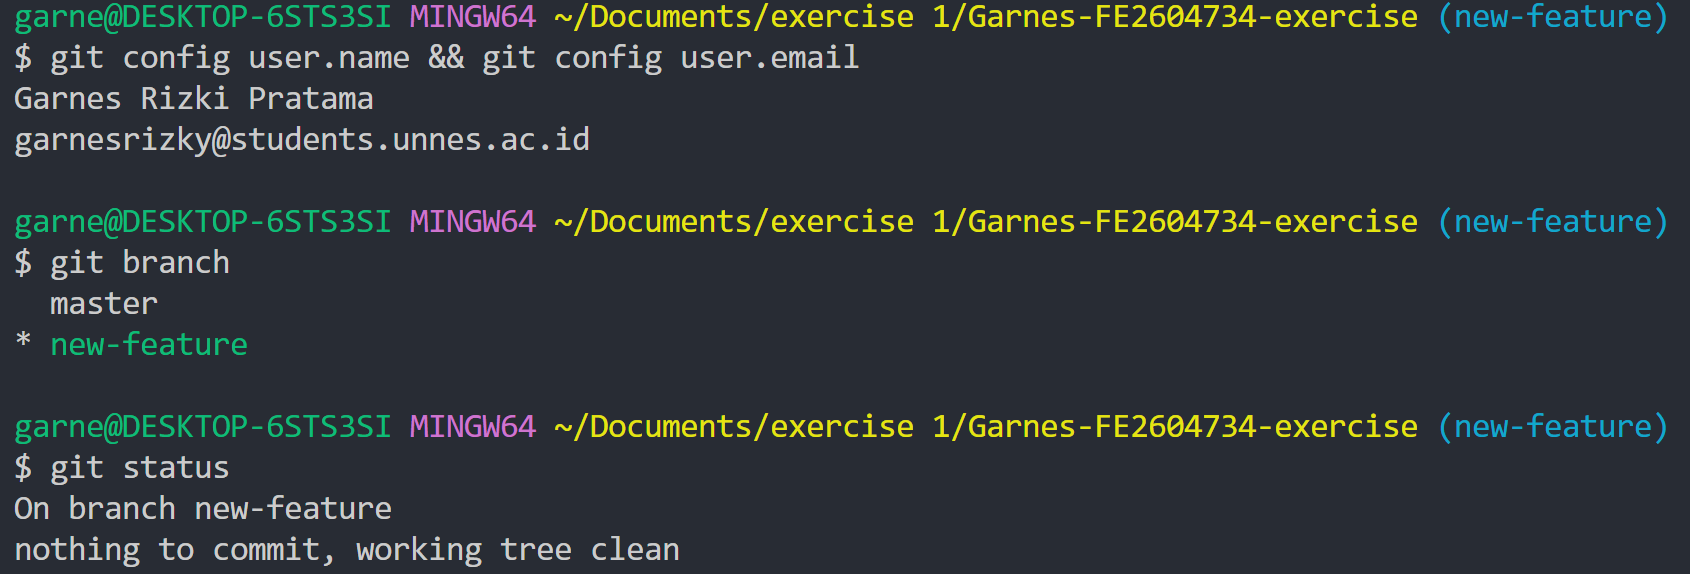 garne@DESKTOP-6STS3SI MINGW64 ~/Documents/exercise 1/Garnes-FE2604734-exercise (new-feature)
$ git config user.name && git config user.email
Garnes Rizki Pratama
garnesrizky@students.unnes.ac.id
garne@DESKTOP-6STS3SI MINGW64 ~/Documents/exercise 1/Garnes-FE2604734-exercise (new-feature)
$ git branch
  master
* new-feature
garne@DESKTOP-6STS3SI MINGW64 ~/Documents/exercise 1/Garnes-FE2604734-exercise (new-feature)
$ git status
On branch new-feature
nothing to commit, working tree clean